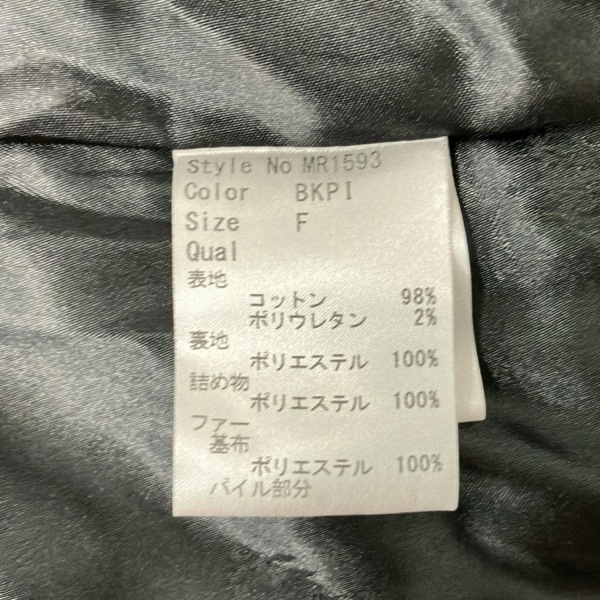 Style No MR1593
Color BKPI
Size F
Qual
表地
コットン 98%
ポリウレタン 2%
裏地
ポリエステル 100%
詰め物
ポリエステル 100%
ファー
基布
ポリエステル 100%
パイル部分